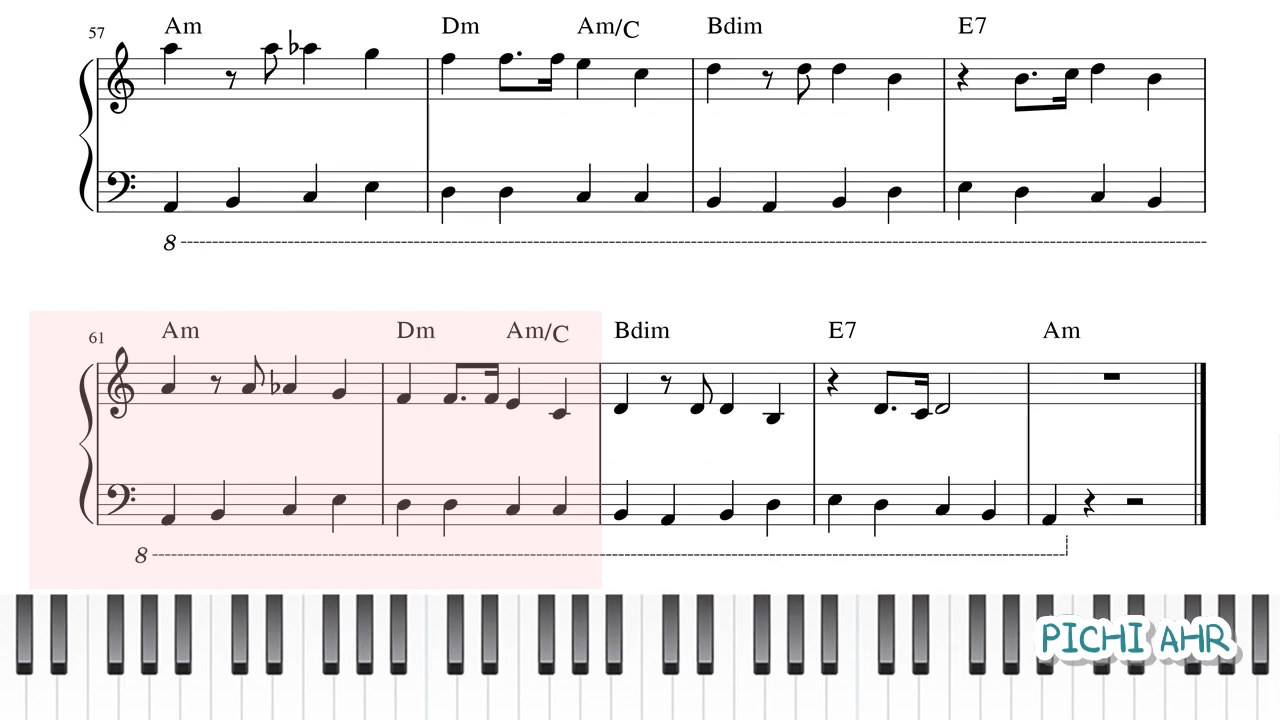 57 Am Dm Am/C Bdim E7
8
61 Am Dm Am/C Bdim E7 Am
8
PICHI AHR